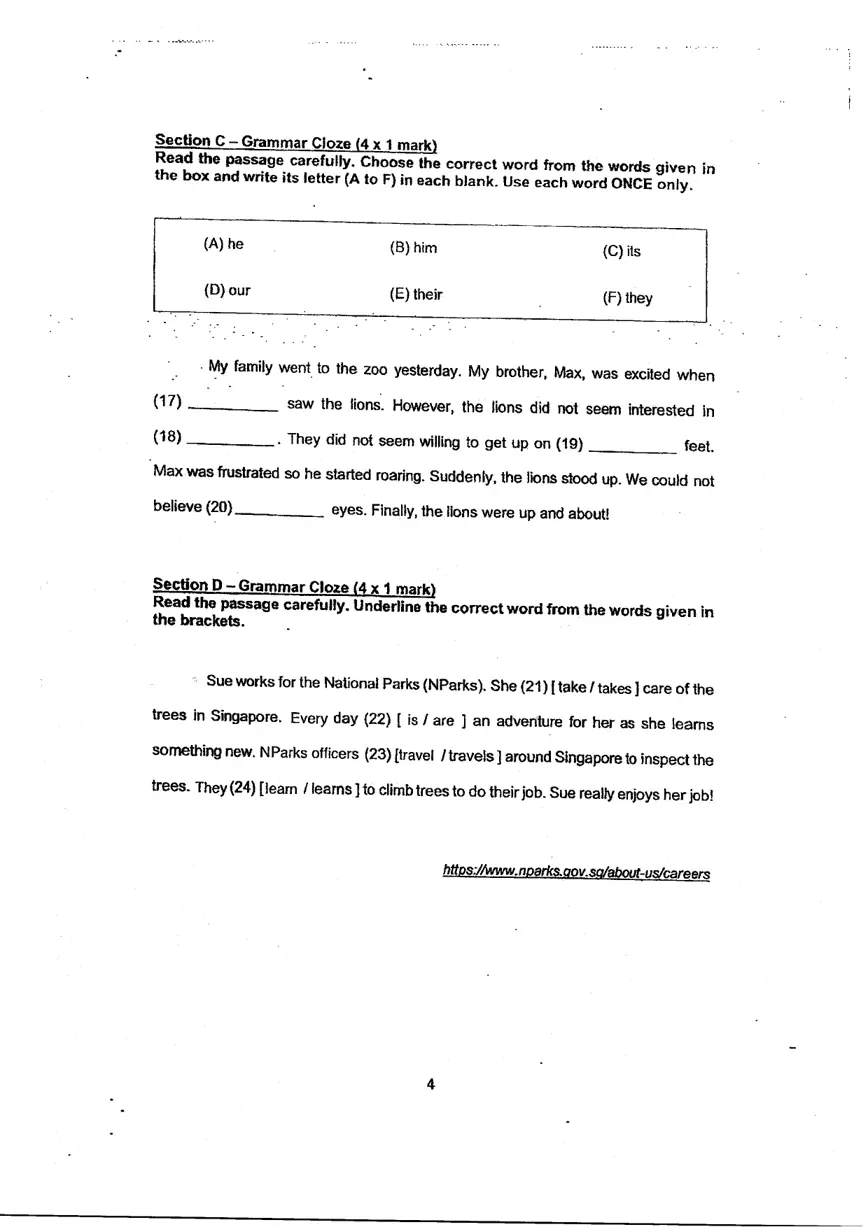 Section C – Grammar Cloze (4 x 1 mark)
Read the passage carefully. Choose the correct word from the words given in
the box and write its letter (A to F) in each blank. Use each word ONCE only.
(A) he (B) him (C) its
(D) our (E) their (F) they
My family went to the zoo yesterday. My brother, Max, was excited when
(17) __________ saw the lions. However, the lions did not seem interested in
(18) __________ . They did not seem willing to get up on (19) __________ feet.
Max was frustrated so he started roaring. Suddenly, the lions stood up. We could not
believe (20) __________ eyes. Finally, the lions were up and about!
Section D – Grammar Cloze (4 x 1 mark)
Read the passage carefully. Underline the correct word from the words given in
the brackets.
Sue works for the National Parks (NParks). She (21) [ take / takes ] care of the
trees in Singapore. Every day (22) [ is / are ] an adventure for her as she learns
something new. NParks officers (23) [travel / travels ] around Singapore to inspect the
trees. They (24) [learn / learns ] to climb trees to do their job. Sue really enjoys her job!
https://www.nparks.gov.sg/about-us/careers
4